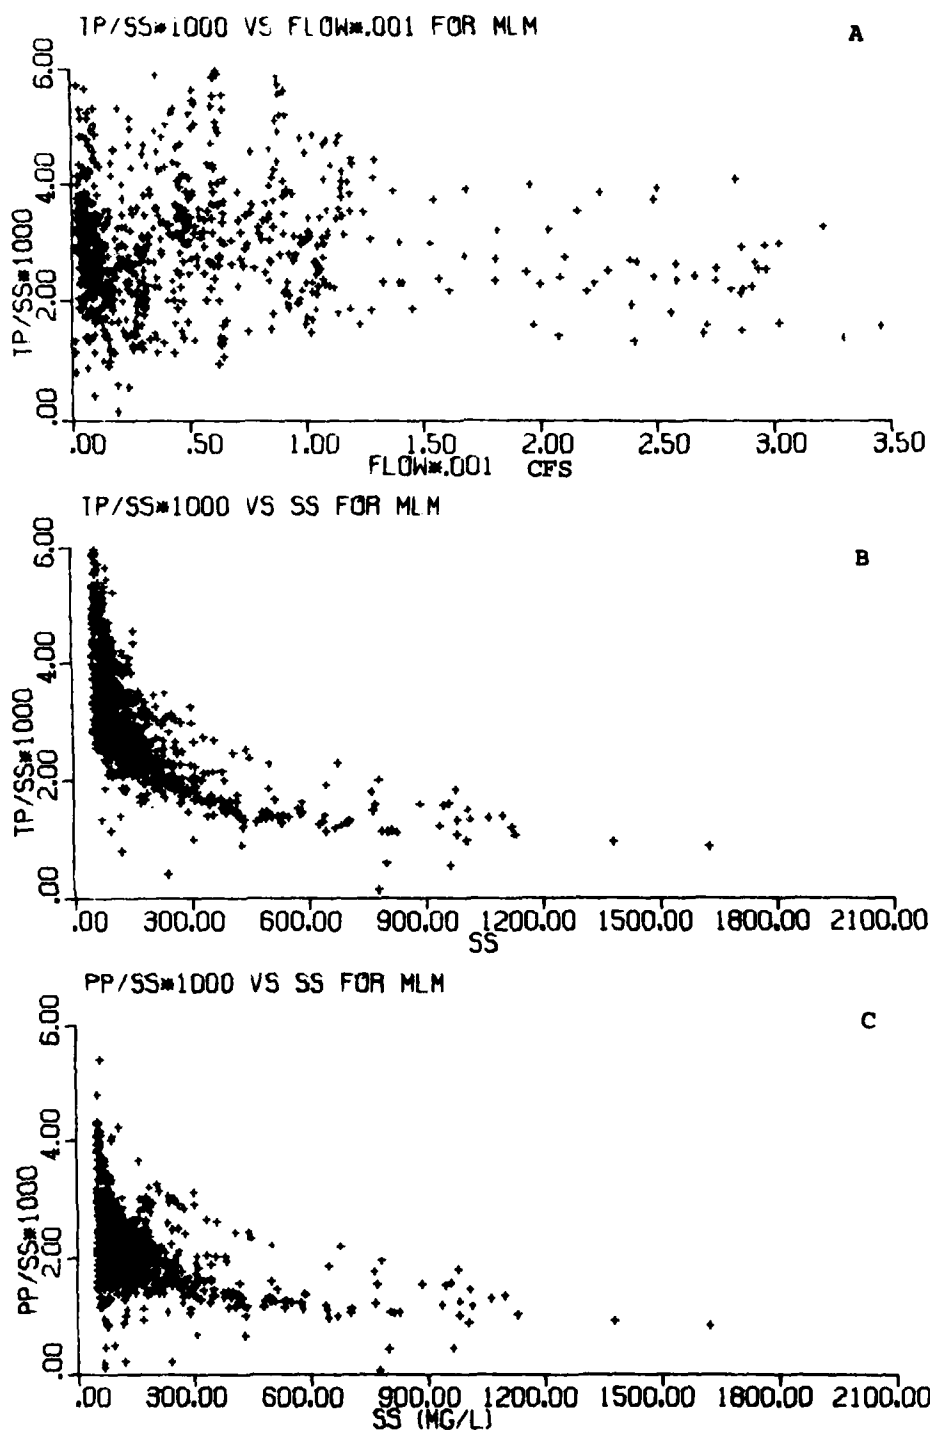 TP/SS*1000 VS FLOW*.001 FOR MLM
A
6.00
4.00
2.00
.00
TP/SS*1000
.00 .50 1.00 1.50 2.00 2.50 3.00 3.50
FLOW*.001 CFS
TP/SS*1000 VS SS FOR MLM
B
6.00
4.00
2.00
.00
TP/SS*1000
.00 300.00 600.00 900.00 1200.00 1500.00 1800.00 2100.00
SS
PP/SS*1000 VS SS FOR MLM
C
6.00
4.00
2.00
.00
PP/SS*1000
.00 300.00 600.00 900.00 1200.00 1500.00 1800.00 2100.00
SS (MG/L)